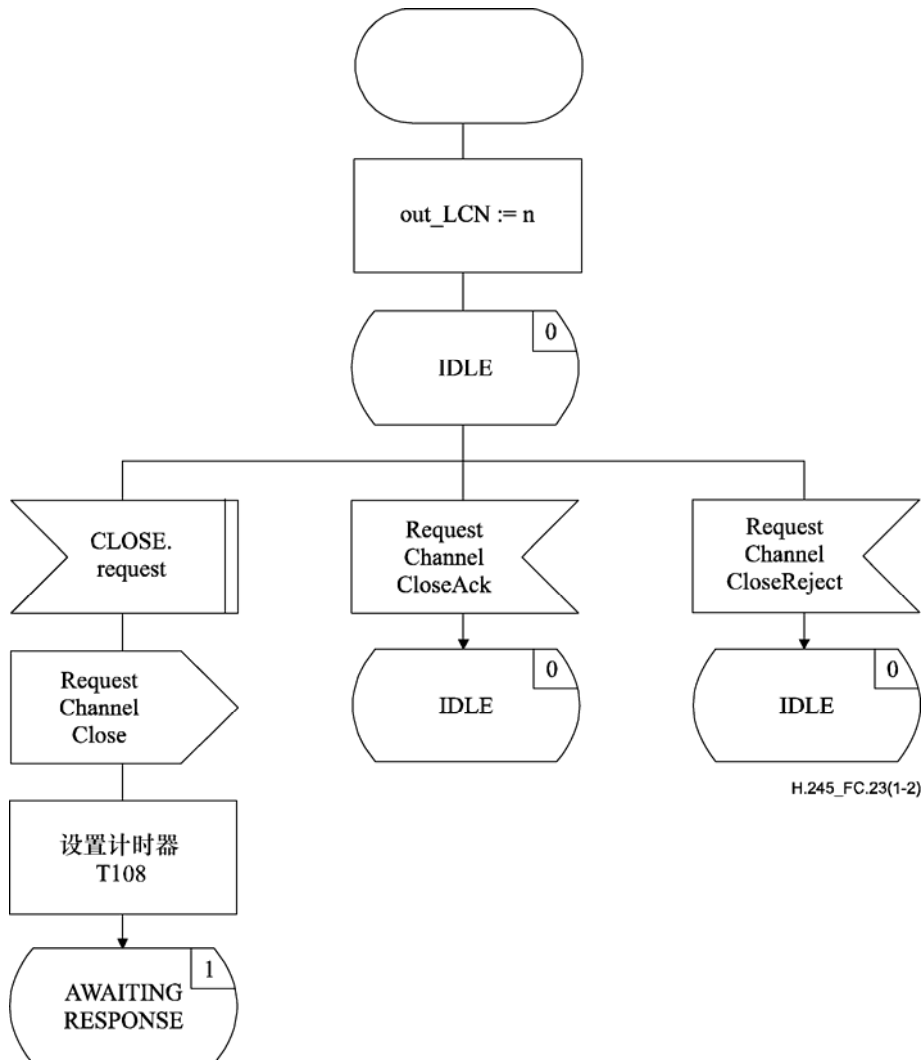 out_LCN := n
0
IDLE
CLOSE.
request
Request
Channel
CloseAck
Request
Channel
CloseReject
Request
Channel
Close
0
IDLE
0
IDLE
H.245_FC.23(1-2)
设置计时器
T108
1
AWAITING
RESPONSE